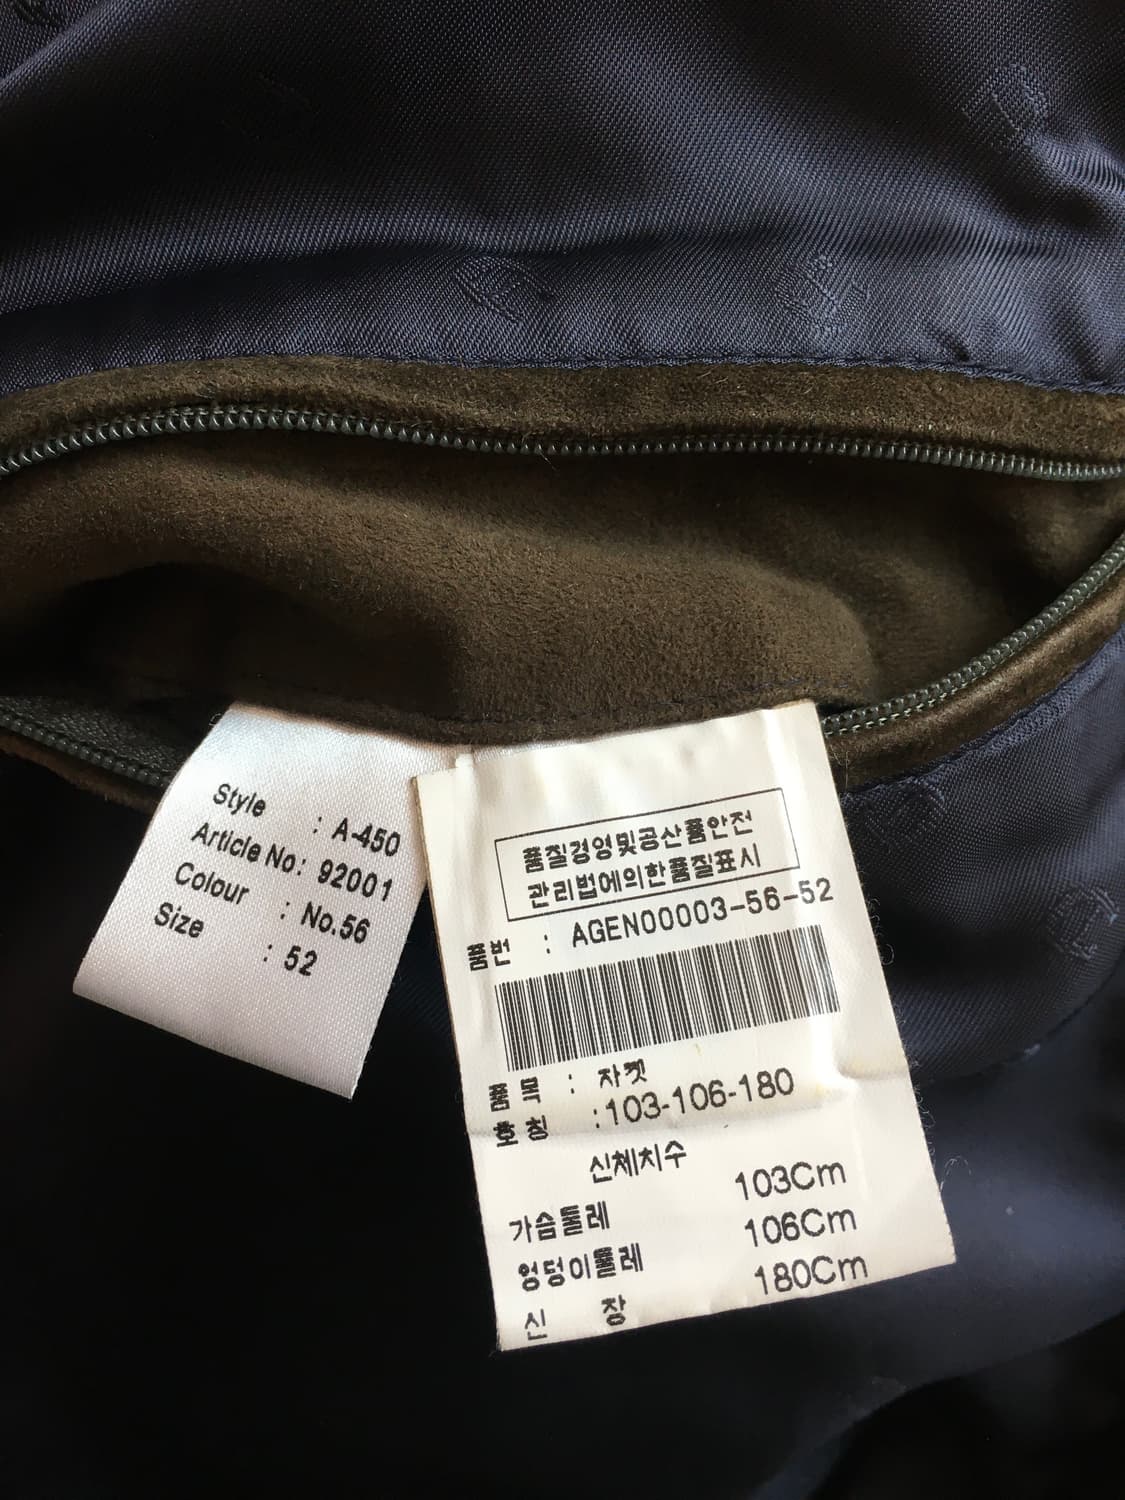 Style : A-450
Article No: 92001
Colour : No.56
Size : 52
품질경영및공산품안전
관리법에의한품질표시
품번 : AGEN00003-56-52
품 목 : 자켓
호칭 :103-106-180
신체치수
가슴둘레 103Cm
엉덩이둘레 106Cm
신 장 180Cm